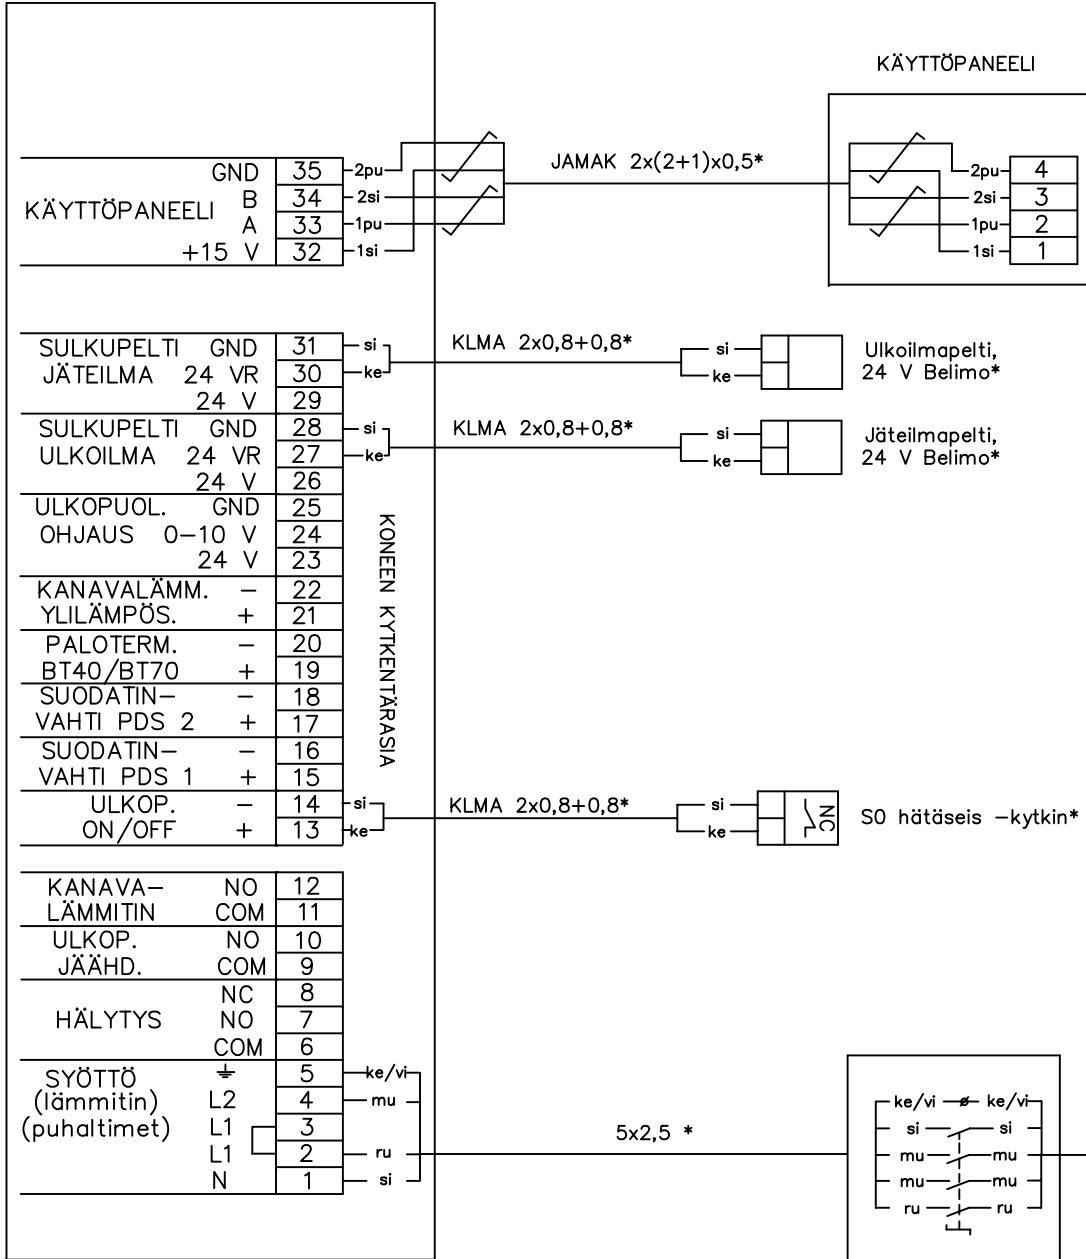 KÄYTTÖPANEELI
GND 35 2pu
KÄYTTÖPANEELI B 34 2si
A 33 1pu
+15 V 32 1si
JAMAK 2x(2+1)x0,5*
2pu 4
2si 3
1pu 2
1si 1
SULKUPELTI GND 31 si
JÄTEILMA 24 VR 30 ke
24 V 29
KLMA 2x0,8+0,8*
si
ke
Ulkoilmapelti,
24 V Belimo*
SULKUPELTI GND 28 si
ULKOILMA 24 VR 27 ke
24 V 26
KLMA 2x0,8+0,8*
si
ke
Jäteilmapelti,
24 V Belimo*
ULKOPUOL. GND 25
OHJAUS 0-10 V 24
24 V 23
KANAVALÄMM. - 22
YLILÄMPÖS. + 21
PALOTERM. - 20
BT40/BT70 + 19
SUODATIN- - 18
VAHTI PDS 2 + 17
SUODATIN- - 16
VAHTI PDS 1 + 15
ULKOP. - 14 si
ON/OFF + 13 ke
KONEEN KYTKENTÄRASIA
KLMA 2x0,8+0,8*
si
ke
NC
S0 hätäseis -kytkin*
KANAVA- NO 12
LÄMMITIN COM 11
ULKOP. NO 10
JÄÄHD. COM 9
NC 8
HÄLYTYS NO 7
COM 6
SYÖTTÖ 5 ke/vi
(lämmitin) L2 4 mu
(puhaltimet) L1 3
L1 2 ru
N 1 si
5x2,5 *
ke/vi ke/vi
si si
mu mu
mu mu
ru ru